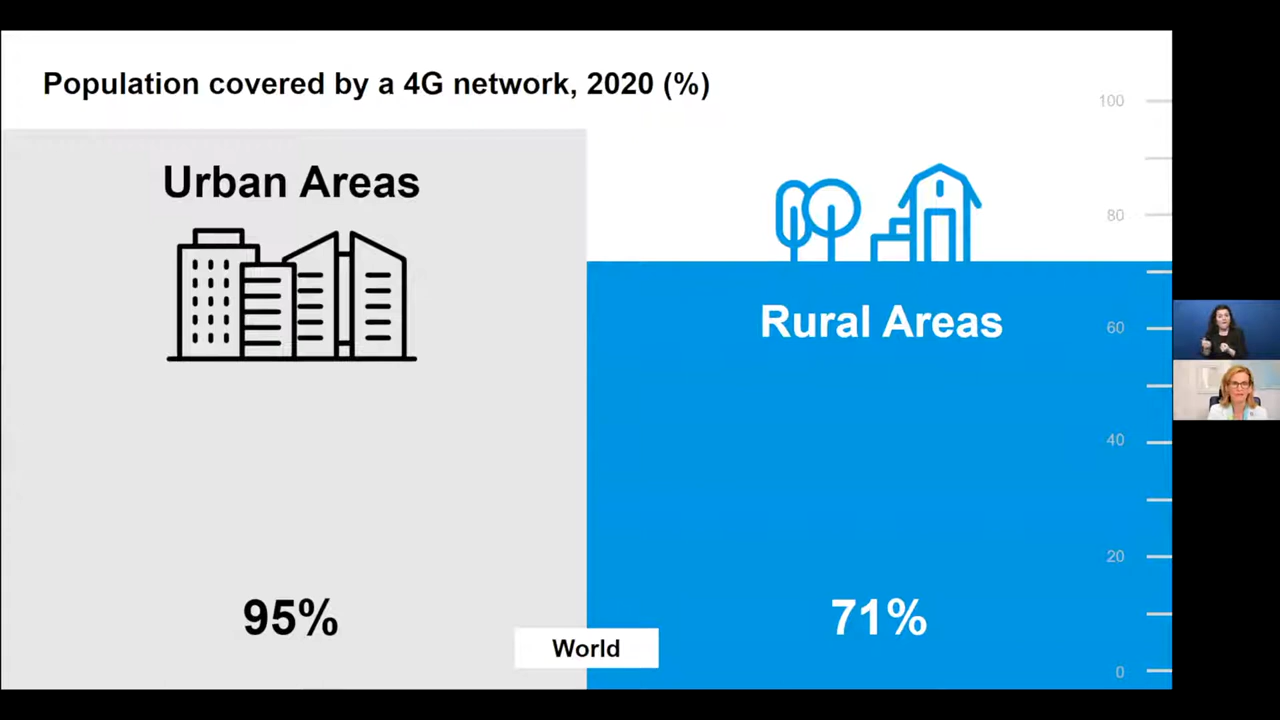 Population covered by a 4G network, 2020 (%)
100
Urban Areas
80
Rural Areas
60
40
20
95%
71%
World
0